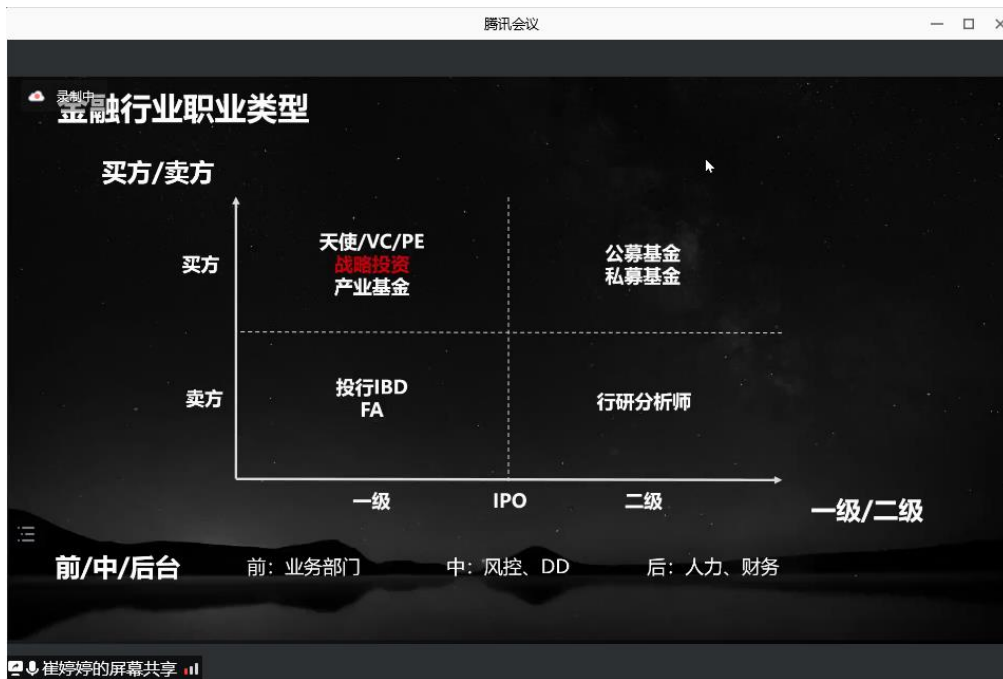 腾讯会议
录制中
金融行业职业类型
买方/卖方
买方
天使/VC/PE
战略投资
产业基金
公募基金
私募基金
卖方
投行IBD
FA
行研分析师
一级
IPO
二级
一级/二级
前/中/后台
前：业务部门
中：风控、DD
后：人力、财务
崔婷婷的屏幕共享